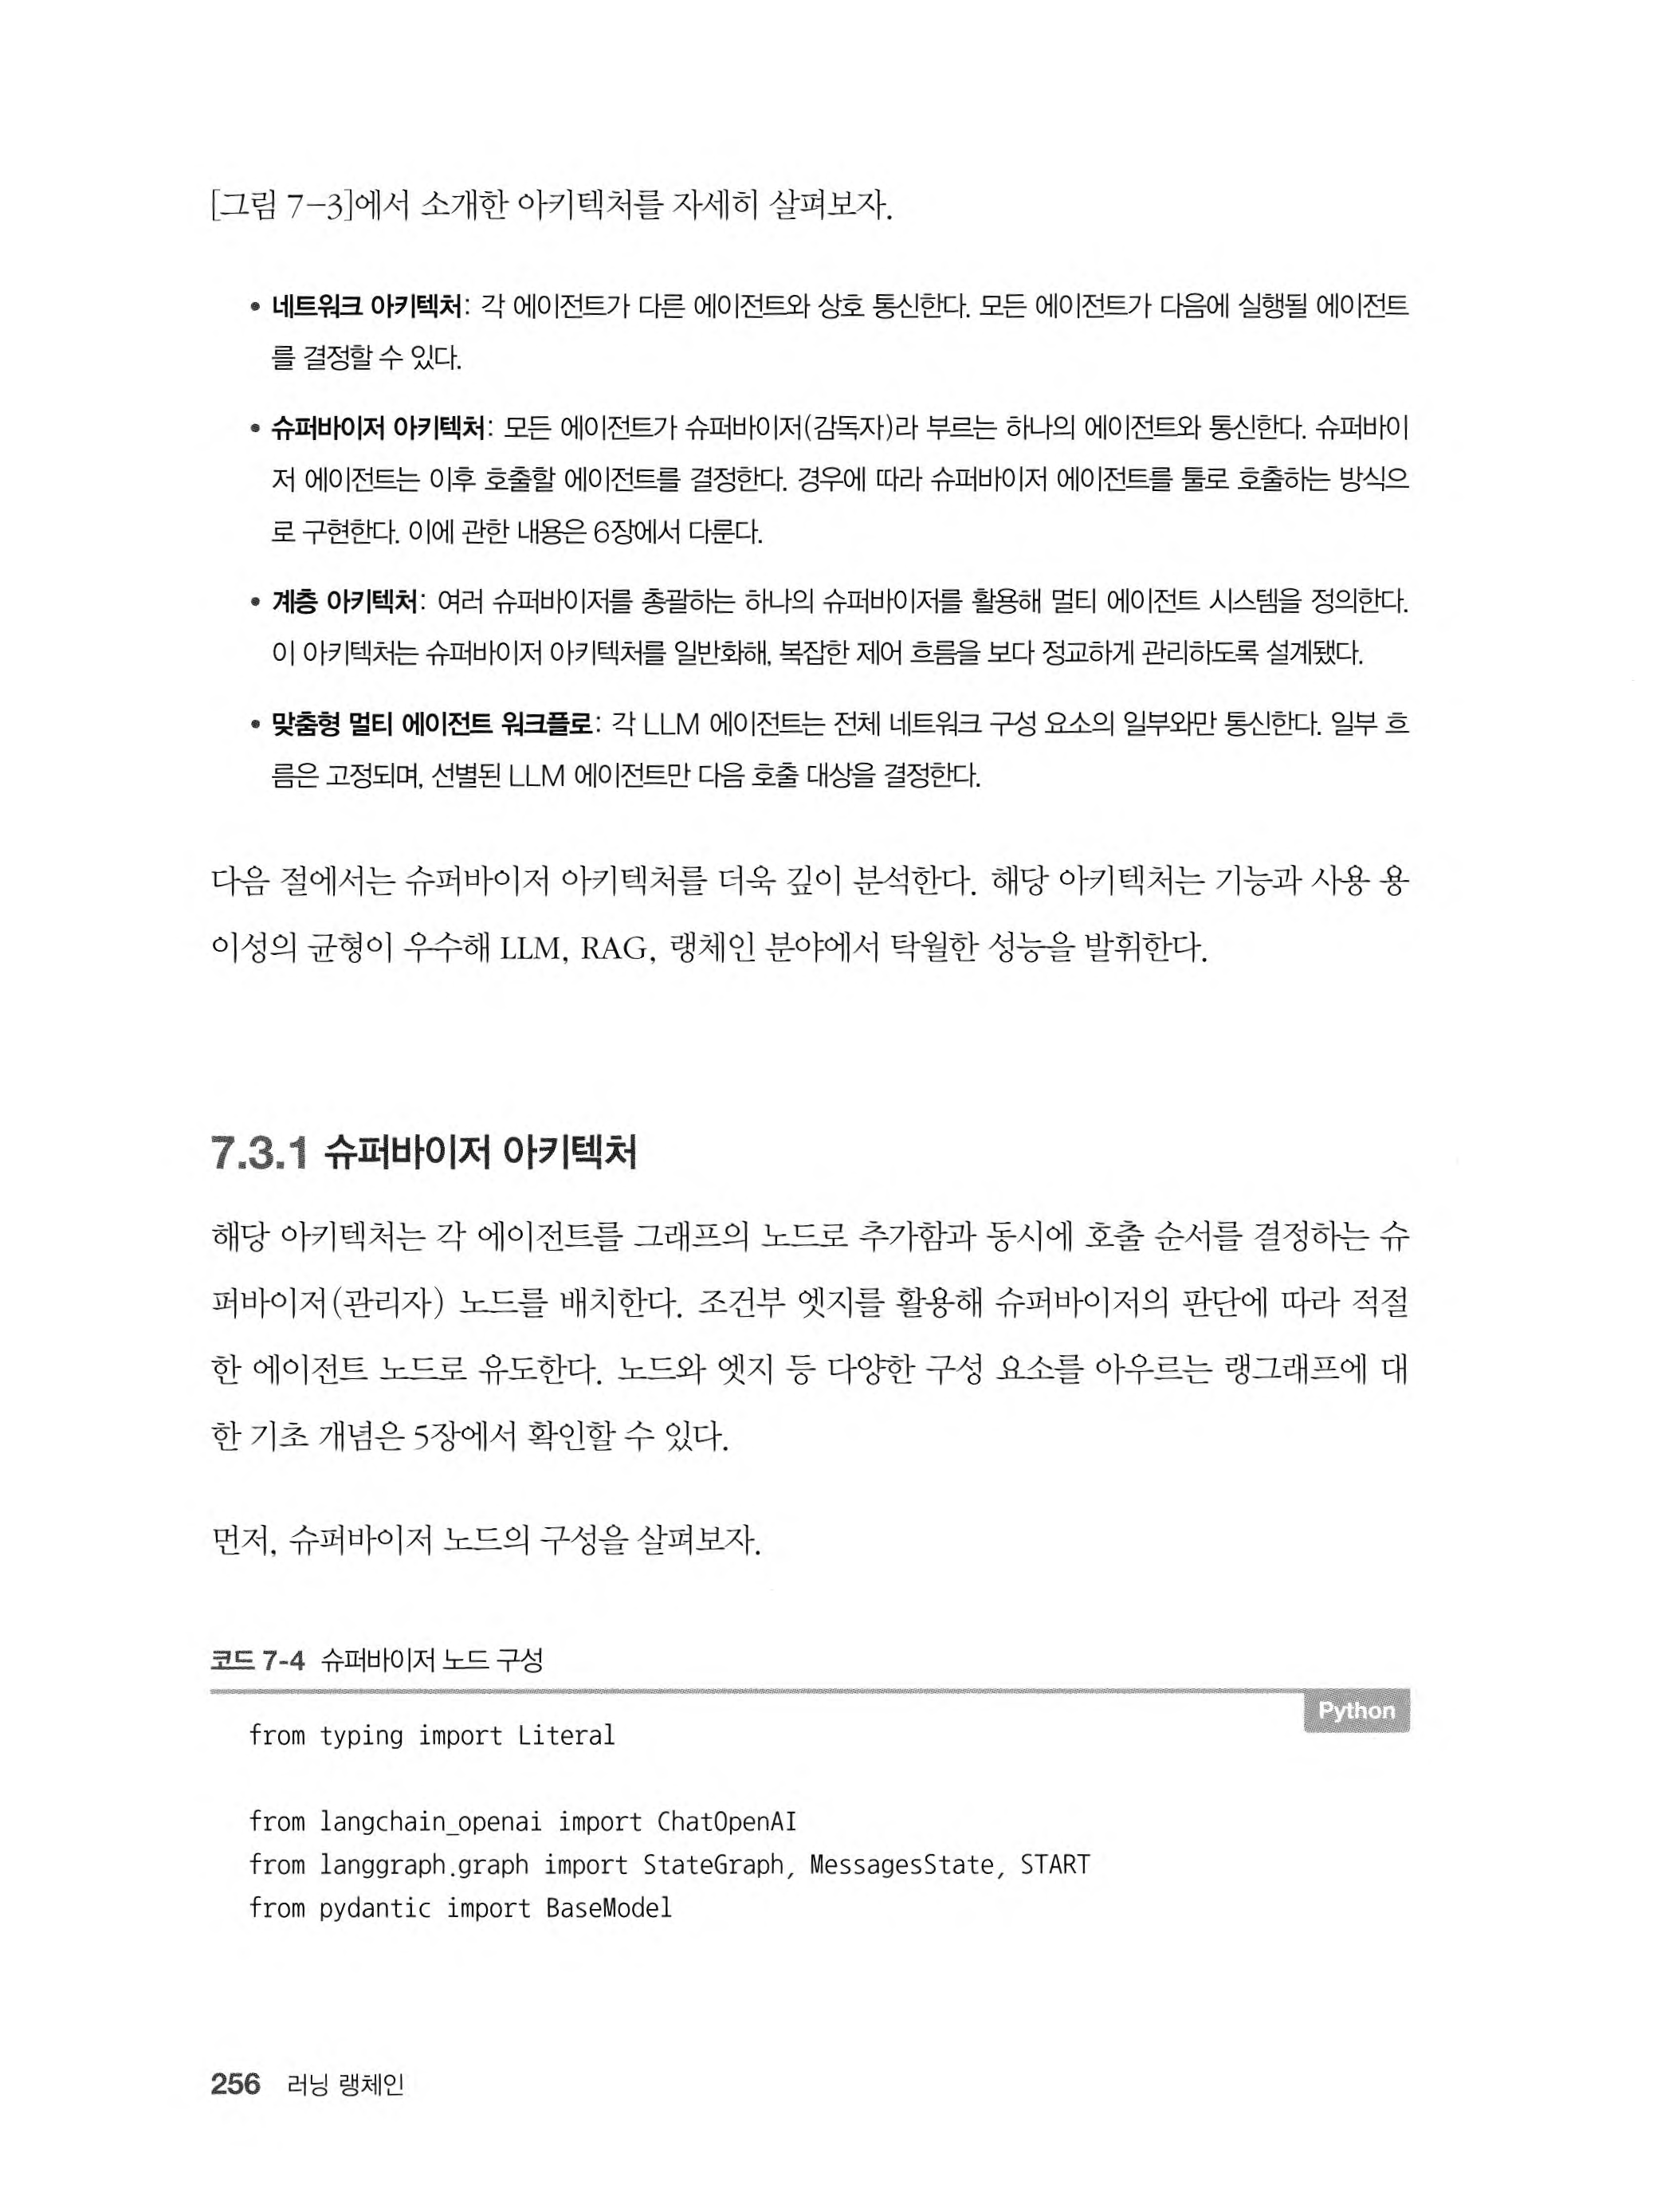 [그림 7-3]에서 소개한 아키텍처를 자세히 살펴보자.
• 네트워크 아키텍처: 각 에이전트가 다른 에이전트와 상호 통신한다. 모든 에이전트가 다음에 실행될 에이전트
를 결정할 수 있다.
• 슈퍼바이저 아키텍처: 모든 에이전트가 슈퍼바이저(감독자)라 부르는 하나의 에이전트와 통신한다. 슈퍼바이
저 에이전트는 이후 호출할 에이전트를 결정한다. 경우에 따라 슈퍼바이저 에이전트를 툴로 호출하는 방식으
로 구현한다. 이에 관한 내용은 6장에서 다룬다.
• 계층 아키텍처: 여러 슈퍼바이저를 총괄하는 하나의 슈퍼바이저를 활용해 멀티 에이전트 시스템을 정의한다.
이 아키텍처는 슈퍼바이저 아키텍처를 일반화해, 복잡한 제어 흐름을 보다 정교하게 관리하도록 설계됐다.
• 맞춤형 멀티 에이전트 워크플로: 각 LLM 에이전트는 전체 네트워크 구성 요소의 일부와만 통신한다. 일부 흐
름은 고정되며, 선별된 LLM 에이전트만 다음 호출 대상을 결정한다.
다음 절에서는 슈퍼바이저 아키텍처를 더욱 깊이 분석한다. 해당 아키텍처는 기능과 사용 용
이성의 균형이 우수해 LLM, RAG, 랭체인 분야에서 탁월한 성능을 발휘한다.
7.3.1 슈퍼바이저 아키텍처
해당 아키텍처는 각 에이전트를 그래프의 노드로 추가함과 동시에 호출 순서를 결정하는 슈
퍼바이저(관리자) 노드를 배치한다. 조건부 엣지를 활용해 슈퍼바이저의 판단에 따라 적절
한 에이전트 노드로 유도한다. 노드와 엣지 등 다양한 구성 요소를 아우르는 랭그래프에 대
한 기초 개념은 5장에서 확인할 수 있다.
먼저, 슈퍼바이저 노드의 구성을 살펴보자.
코드 7-4 슈퍼바이저 노드 구성
Python
from typing import Literal
from langchain_openai import ChatOpenAI
from langgraph.graph import StateGraph, MessagesState, START
from pydantic import BaseModel
256 러닝 랭체인